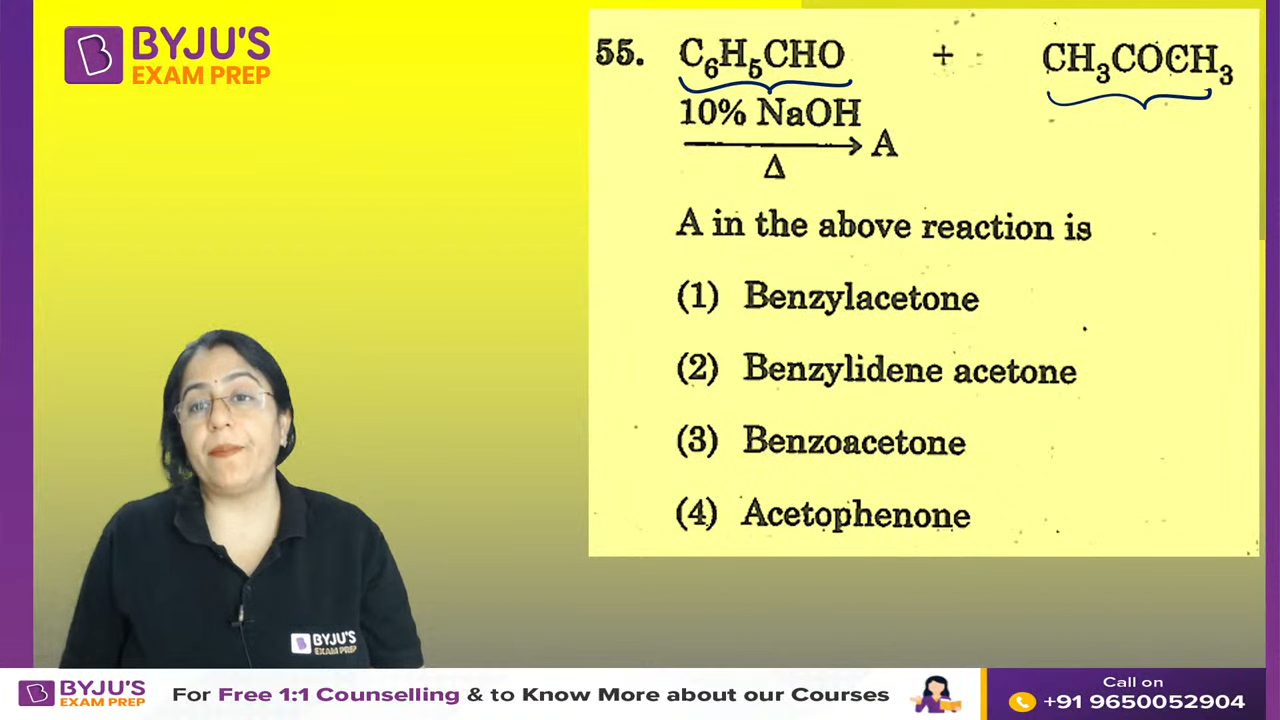 BYJU'S
EXAM PREP
55. C₆H₅CHO + CH₃COCH₃
10% NaOH
Δ
A
A in the above reaction is
(1) Benzylacetone
(2) Benzylidene acetone
(3) Benzoacetone
(4) Acetophenone
BYJU'S
EXAM PREP
BYJU'S
EXAM PREP
For Free 1:1 Counselling & to Know More about our Courses
Call on
+91 9650052904